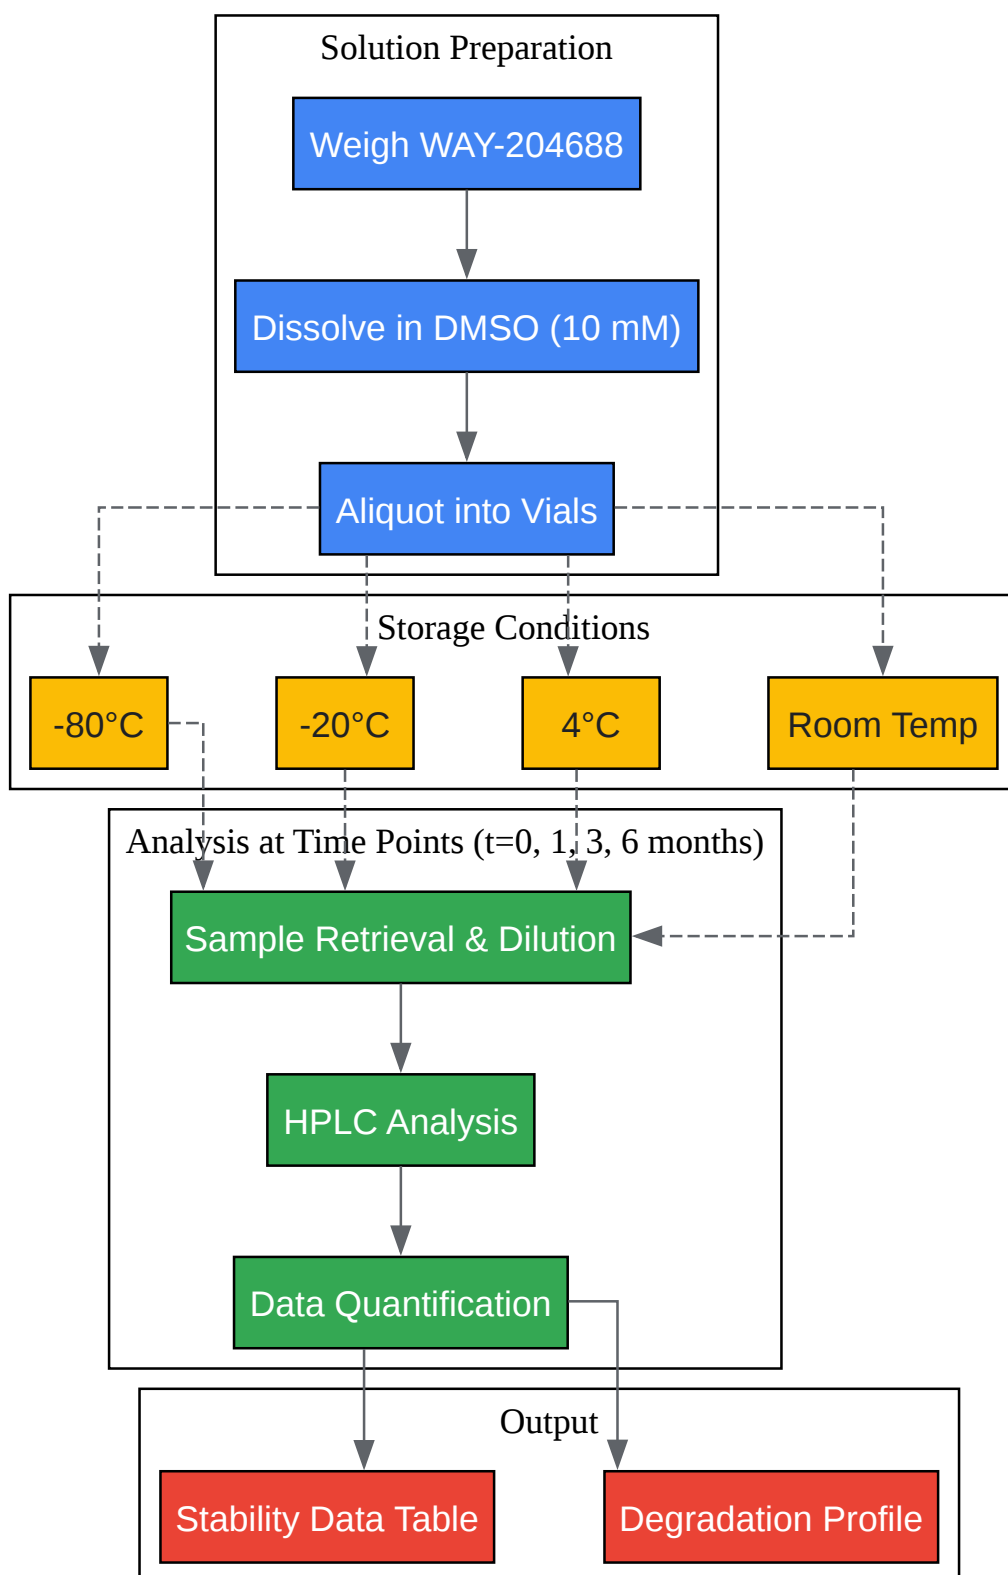 Solution Preparation
Weigh WAY-204688
Dissolve in DMSO (10 mM)
Aliquot into Vials
Storage Conditions
-80°C
-20°C
4°C
Room Temp
Analysis at Time Points (t=0, 1, 3, 6 months)
Sample Retrieval & Dilution
HPLC Analysis
Data Quantification
Output
Stability Data Table
Degradation Profile